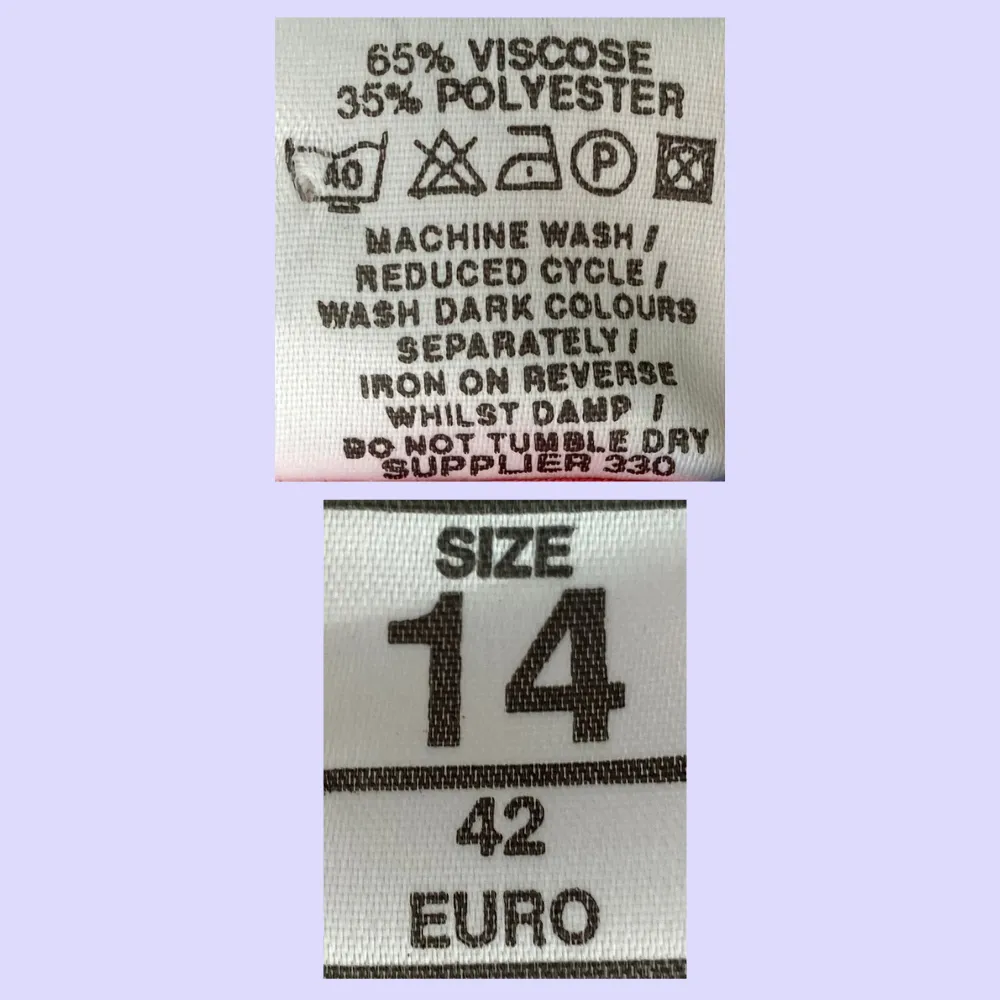 65% VISCOSE
35% POLYESTER
40 P
MACHINE WASH /
REDUCED CYCLE /
WASH DARK COLOURS
SEPARATELY /
IRON ON REVERSE
WHILST DAMP /
DO NOT TUMBLE DRY
SUPPLIER 330
SIZE
14
42
EURO